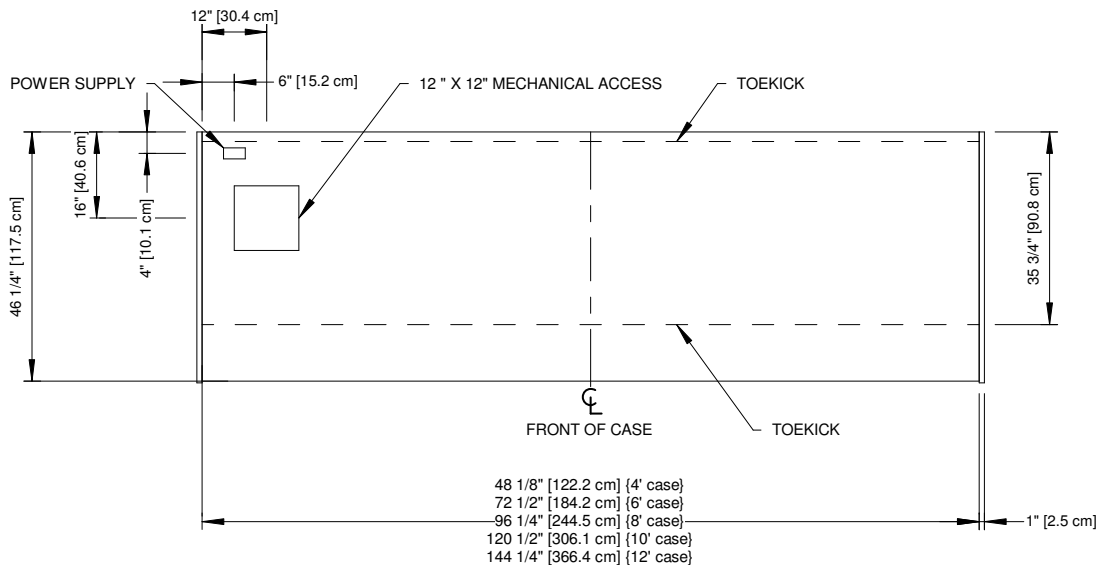 12" [30.4 cm]
POWER SUPPLY
6" [15.2 cm]
12 " X 12" MECHANICAL ACCESS
TOEKICK
46 1/4" [117.5 cm]
16" [40.6 cm]
4" [10.1 cm]
35 3/4" [90.8 cm]
CL
FRONT OF CASE
TOEKICK
48 1/8" [122.2 cm] {4' case}
72 1/2" [184.2 cm] {6' case}
96 1/4" [244.5 cm] {8' case}
1" [2.5 cm]
120 1/2" [306.1 cm] {10' case}
144 1/4" [366.4 cm] {12' case}